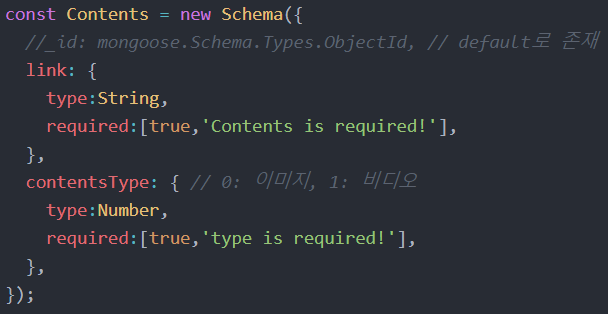 const Contents = new Schema({
  //_id: mongoose.Schema.Types.ObjectId, // default로 존재
  link: {
    type:String,
    required:[true,'Contents is required!'],
  },
  contentsType: { // 0: 이미지, 1: 비디오
    type:Number,
    required:[true,'type is required!'],
  },
});